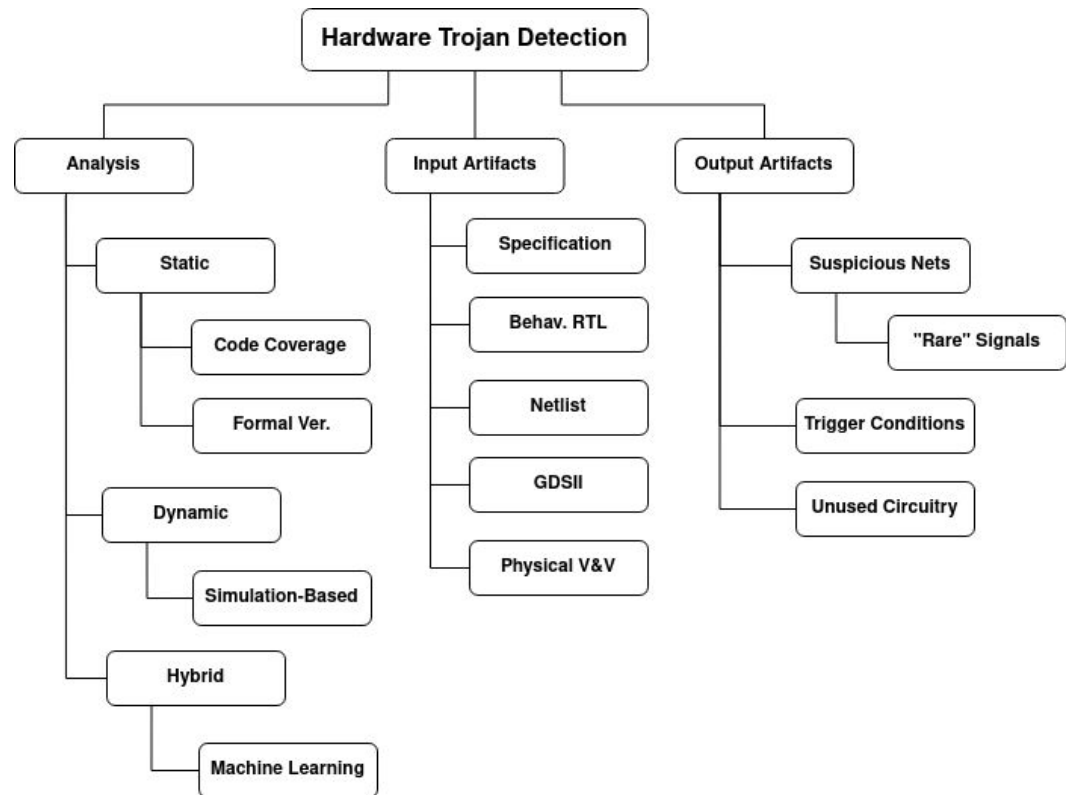 Hardware Trojan Detection
Analysis
Input Artifacts
Output Artifacts
Static
Code Coverage
Formal Ver.
Dynamic
Simulation-Based
Hybrid
Machine Learning
Specification
Behav. RTL
Netlist
GDSII
Physical V&V
Suspicious Nets
"Rare" Signals
Trigger Conditions
Unused Circuitry